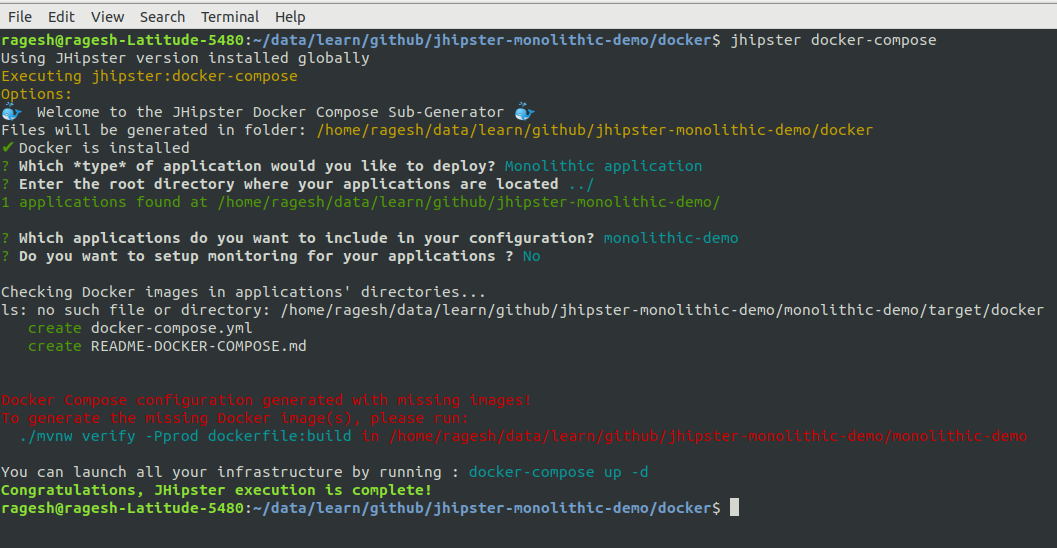 File Edit View Search Terminal Help
ragesh@ragesh-Latitude-5480:~/data/learn/github/jhipster-monolithic-demo/docker$ jhipster docker-compose
Using JHipster version installed globally
Executing jhipster:docker-compose
Options:
🐳 Welcome to the JHipster Docker Compose Sub-Generator 🐳
Files will be generated in folder: /home/ragesh/data/learn/github/jhipster-monolithic-demo/docker
✔ Docker is installed
? Which *type* of application would you like to deploy? Monolithic application
? Enter the root directory where your applications are located ../
1 applications found at /home/ragesh/data/learn/github/jhipster-monolithic-demo/
? Which applications do you want to include in your configuration? monolithic-demo
? Do you want to setup monitoring for your applications ? No
Checking Docker images in applications' directories...
ls: no such file or directory: /home/ragesh/data/learn/github/jhipster-monolithic-demo/monolithic-demo/target/docker
create docker-compose.yml
create README-DOCKER-COMPOSE.md
Docker Compose configuration generated with missing images!
To generate the missing Docker image(s), please run:
./mvnw verify -Pprod dockerfile:build in /home/ragesh/data/learn/github/jhipster-monolithic-demo/monolithic-demo
You can launch all your infrastructure by running : docker-compose up -d
Congratulations, JHipster execution is complete!
ragesh@ragesh-Latitude-5480:~/data/learn/github/jhipster-monolithic-demo/docker$